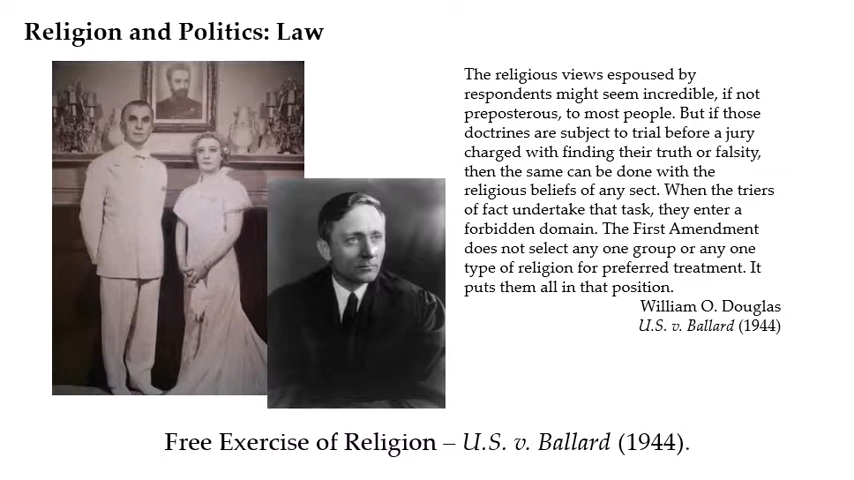 Religion and Politics: Law
The religious views espoused by
respondents might seem incredible, if not
preposterous, to most people. But if those
doctrines are subject to trial before a jury
charged with finding their truth or falsity,
then the same can be done with the
religious beliefs of any sect. When the triers
of fact undertake that task, they enter a
forbidden domain. The First Amendment
does not select any one group or any one
type of religion for preferred treatment. It
puts them all in that position.
William O. Douglas
U.S. v. Ballard (1944)
Free Exercise of Religion – U.S. v. Ballard (1944).